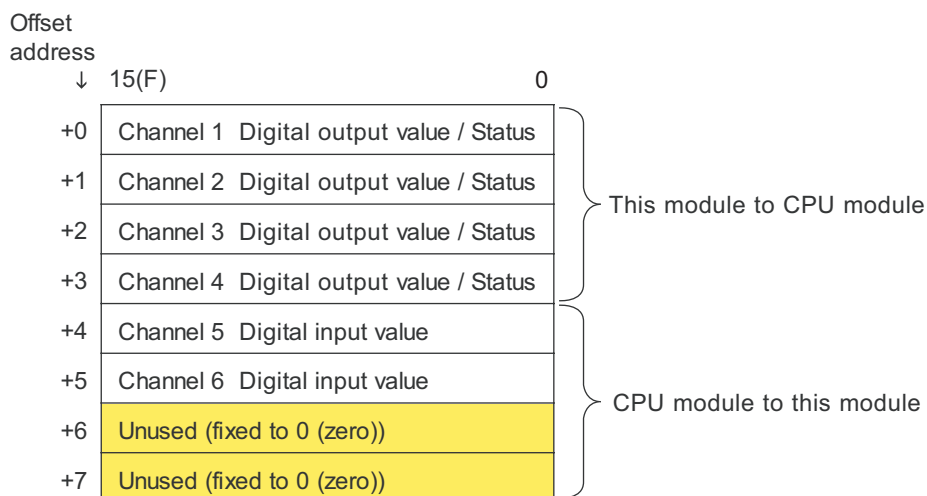 Offset
address
↓ 15(F) 0
+0 Channel 1 Digital output value / Status
+1 Channel 2 Digital output value / Status
This module to CPU module
+2 Channel 3 Digital output value / Status
+3 Channel 4 Digital output value / Status
+4 Channel 5 Digital input value
+5 Channel 6 Digital input value
CPU module to this module
+6 Unused (fixed to 0 (zero))
+7 Unused (fixed to 0 (zero))